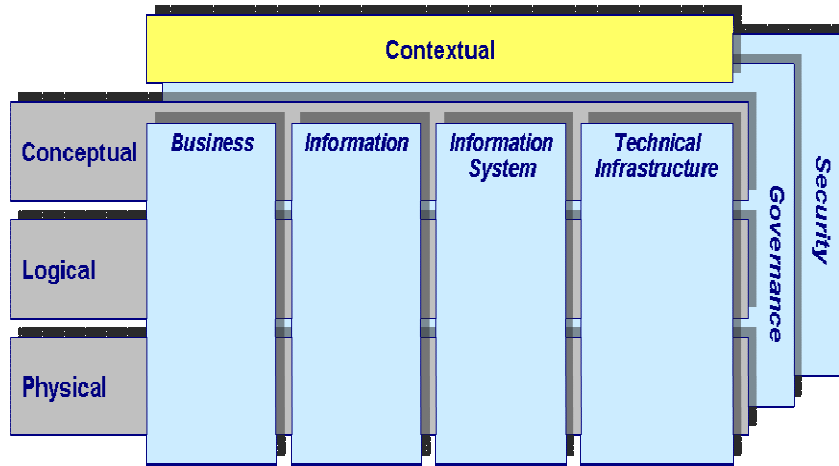 Contextual
Conceptual
Business
Information
Information
System
Technical
Infrastructure
Logical
Physical
Governance
Security